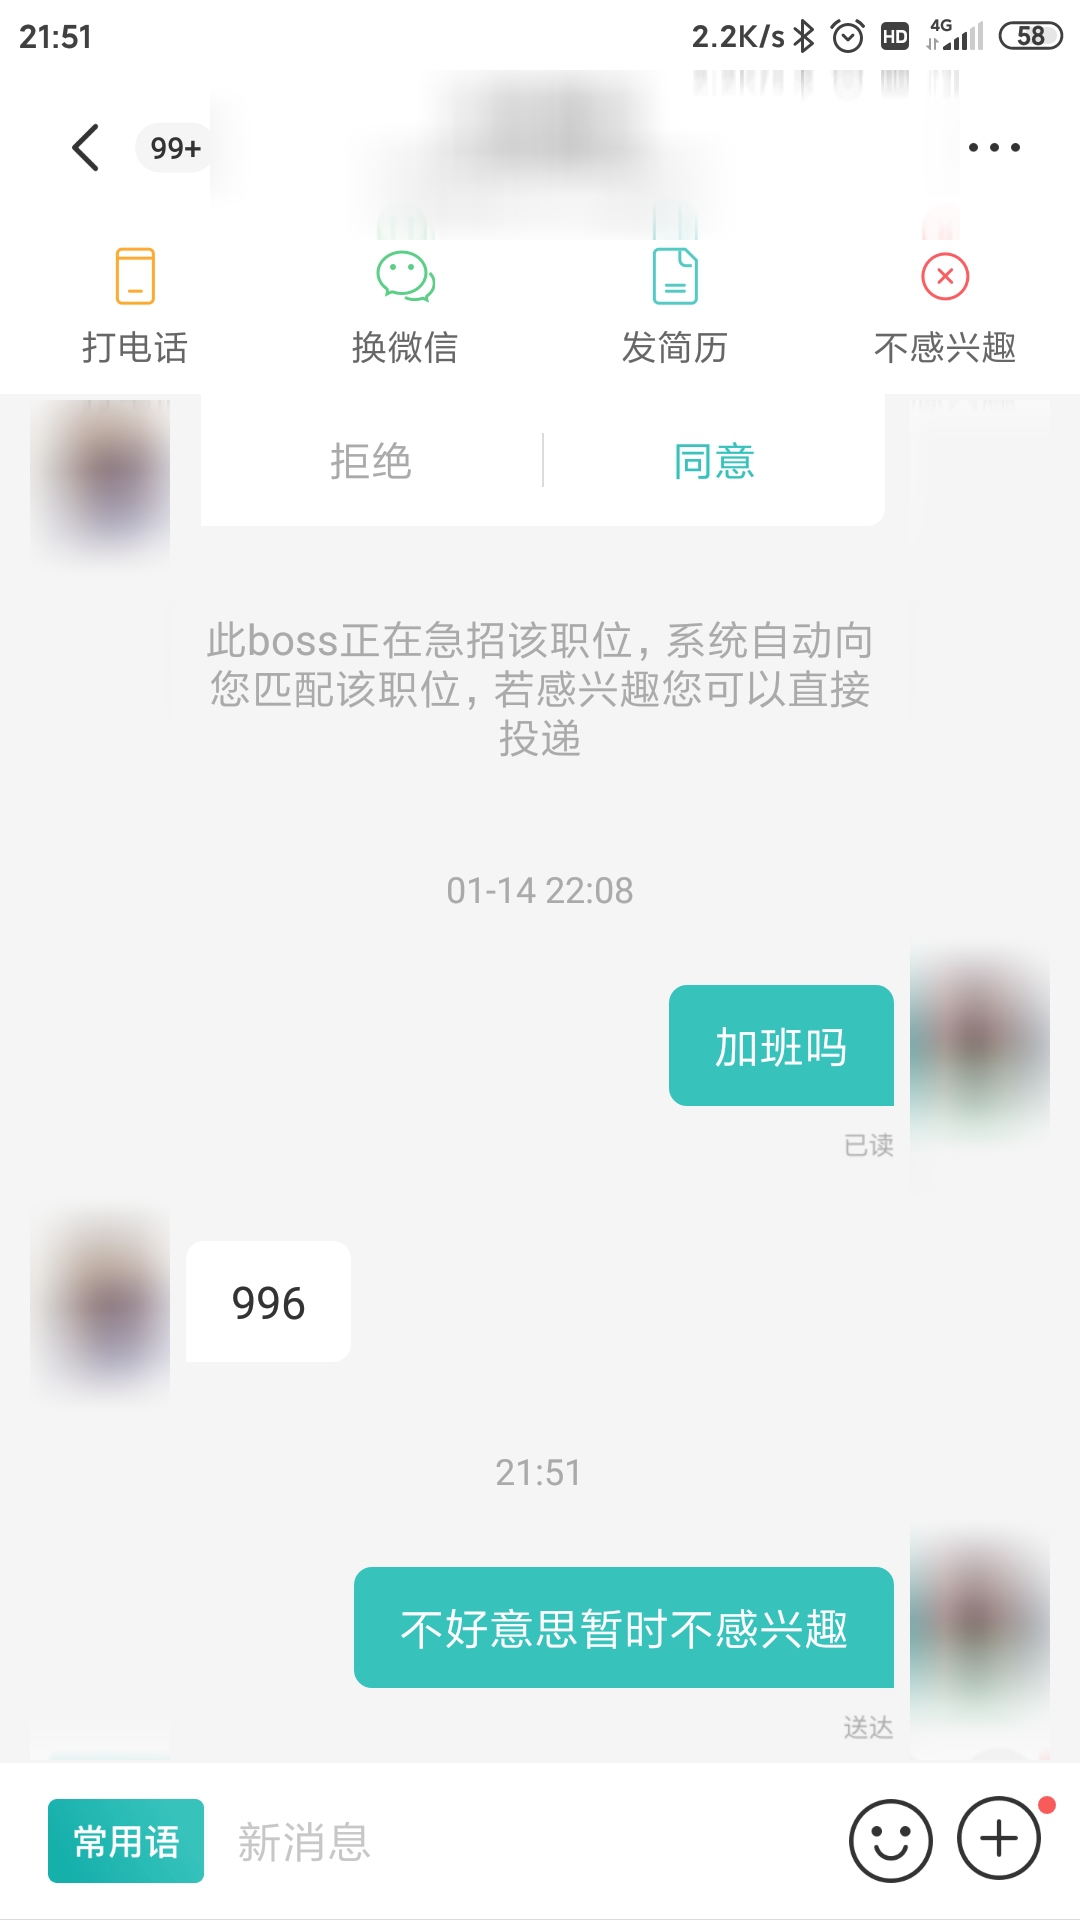 21:51
2.2K/s
HD
4G
58
99+
打电话
换微信
发简历
不感兴趣
拒绝
同意
此boss正在急招该职位，系统自动向
您匹配该职位，若感兴趣您可以直接
投递
01-14 22:08
加班吗
已读
996
21:51
不好意思暂时不感兴趣
送达
常用语
新消息